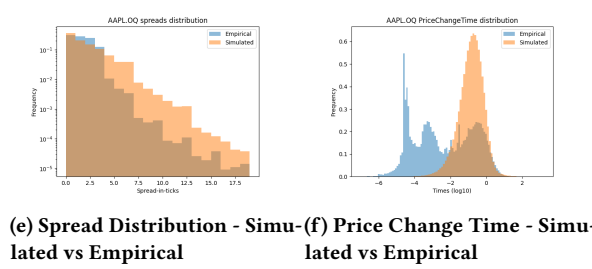 AAPL.OQ spreads distribution
Empirical
Simulated
Frequency
10⁻¹
10⁻²
10⁻³
10⁻⁴
10⁻⁵
0.0 2.5 5.0 7.5 10.0 12.5 15.0 17.5
Spread-in-ticks
AAPL.OQ PriceChangeTime distribution
Empirical
Simulated
Frequency
0.6
0.5
0.4
0.3
0.2
0.1
0.0
−6 −4 −2 0 2
Times (log10)
(e) Spread Distribution - Simu-
lated vs Empirical
(f) Price Change Time - Simu-
lated vs Empirical